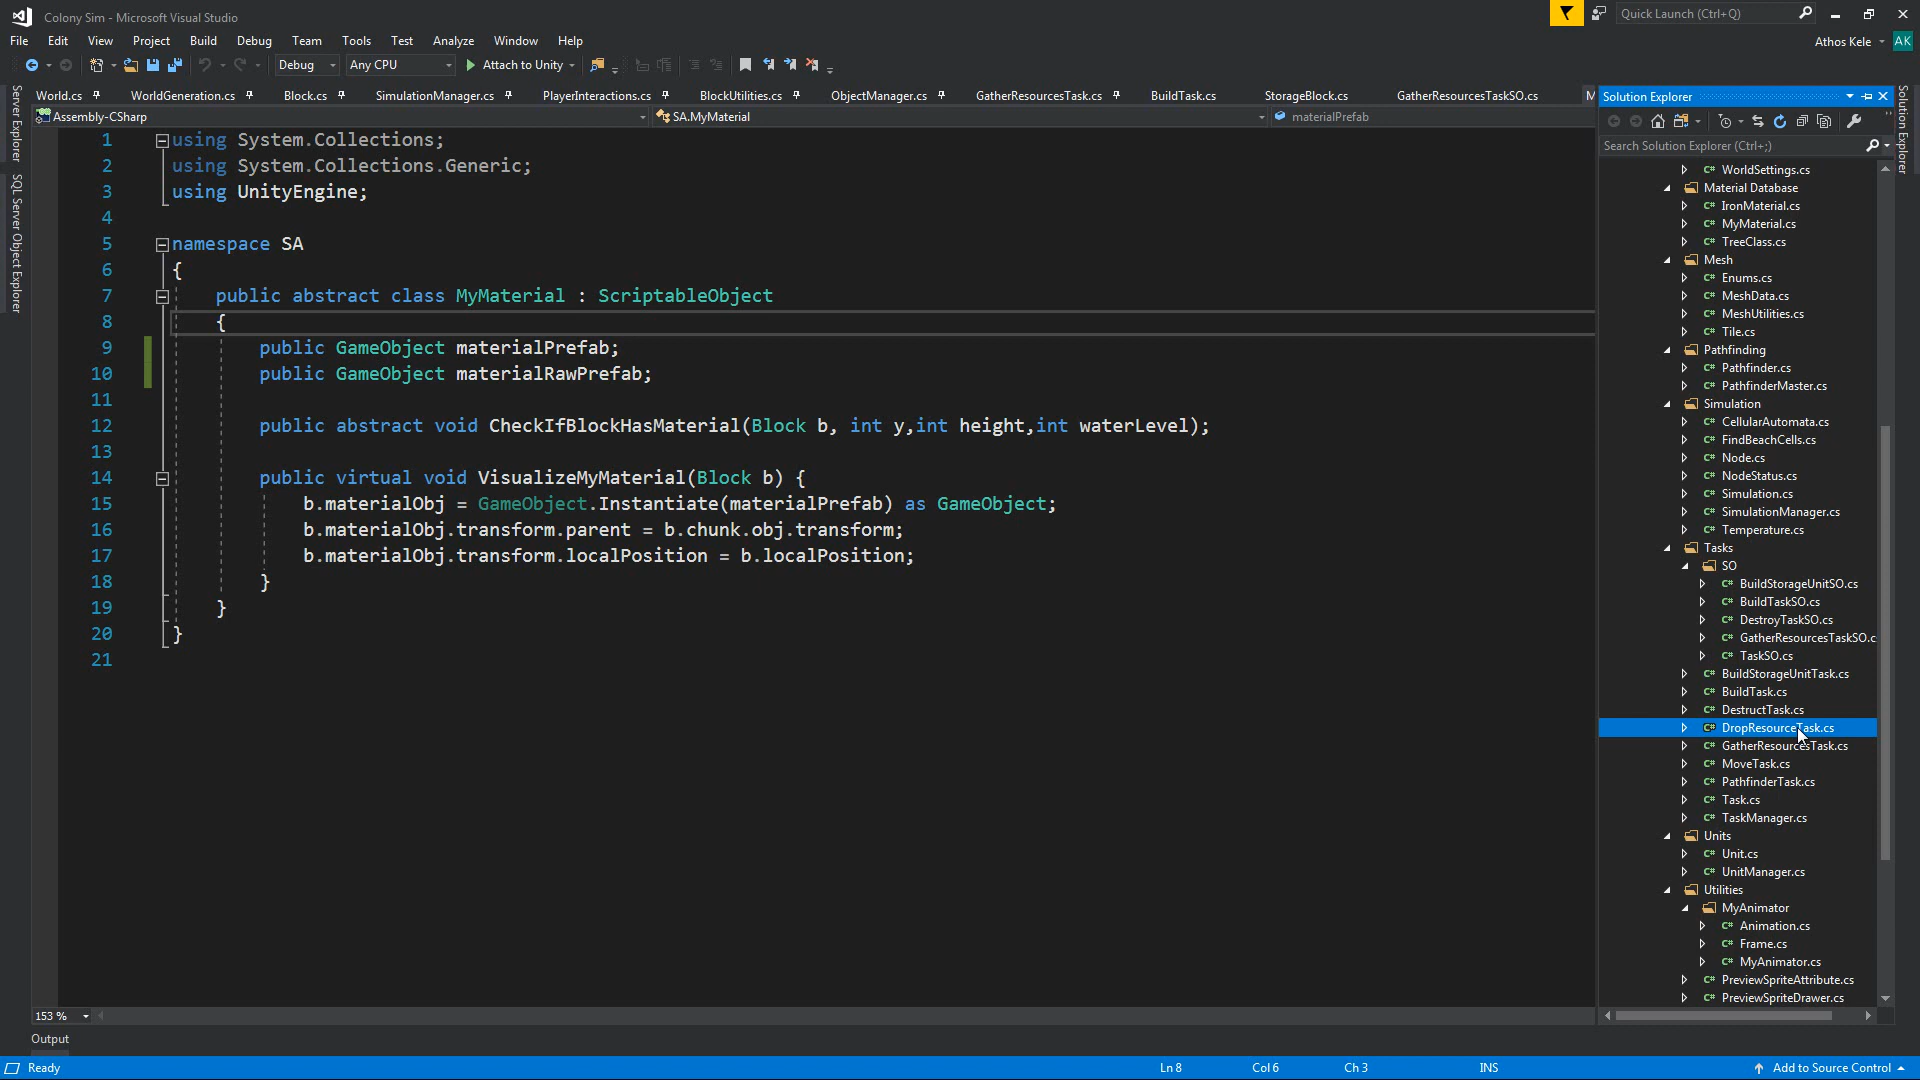 Colony Sim - Microsoft Visual Studio
Quick Launch (Ctrl+Q)
File Edit View Project Build Debug Team Tools Test Analyze Window Help
Athos Kele AK
Debug Any CPU Attach to Unity
World.cs WorldGeneration.cs Block.cs SimulationManager.cs PlayerInteractions.cs BlockUtilities.cs ObjectManager.cs GatherResourcesTask.cs BuildTask.cs StorageBlock.cs GatherResourcesTaskSO.cs M
Assembly-CSharp SA.MyMaterial materialPrefab
Server Explorer
SQL Server Object Explorer
1 using System.Collections;
2 using System.Collections.Generic;
3 using UnityEngine;
4
5 namespace SA
6 {
7 public abstract class MyMaterial : ScriptableObject
8 {
9 public GameObject materialPrefab;
10 public GameObject materialRawPrefab;
11
12 public abstract void CheckIfBlockHasMaterial(Block b, int y,int height,int waterLevel);
13
14 public virtual void VisualizeMyMaterial(Block b) {
15 b.materialObj = GameObject.Instantiate(materialPrefab) as GameObject;
16 b.materialObj.transform.parent = b.chunk.obj.transform;
17 b.materialObj.transform.localPosition = b.localPosition;
18 }
19 }
20 }
21
153 %
Output
Solution Explorer
Search Solution Explorer (Ctrl+;)
C# WorldSettings.cs
Material Database
C# IronMaterial.cs
C# MyMaterial.cs
C# TreeClass.cs
Mesh
C# Enums.cs
C# MeshData.cs
C# MeshUtilities.cs
C# Tile.cs
Pathfinding
C# Pathfinder.cs
C# PathfinderMaster.cs
Simulation
C# CellularAutomata.cs
C# FindBeachCells.cs
C# Node.cs
C# NodeStatus.cs
C# Simulation.cs
C# SimulationManager.cs
C# Temperature.cs
Tasks
SO
C# BuildStorageUnitSO.cs
C# BuildTaskSO.cs
C# DestroyTaskSO.cs
C# GatherResourcesTaskSO.c
C# TaskSO.cs
C# BuildStorageUnitTask.cs
C# BuildTask.cs
C# DestructTask.cs
C# DropResourceTask.cs
C# GatherResourcesTask.cs
C# MoveTask.cs
C# PathfinderTask.cs
C# Task.cs
C# TaskManager.cs
Units
C# Unit.cs
C# UnitManager.cs
Utilities
MyAnimator
C# Animation.cs
C# Frame.cs
C# MyAnimator.cs
C# PreviewSpriteAttribute.cs
C# PreviewSpriteDrawer.cs
Solution Explorer
Ready Ln 8 Col 6 Ch 3 INS Add to Source Control